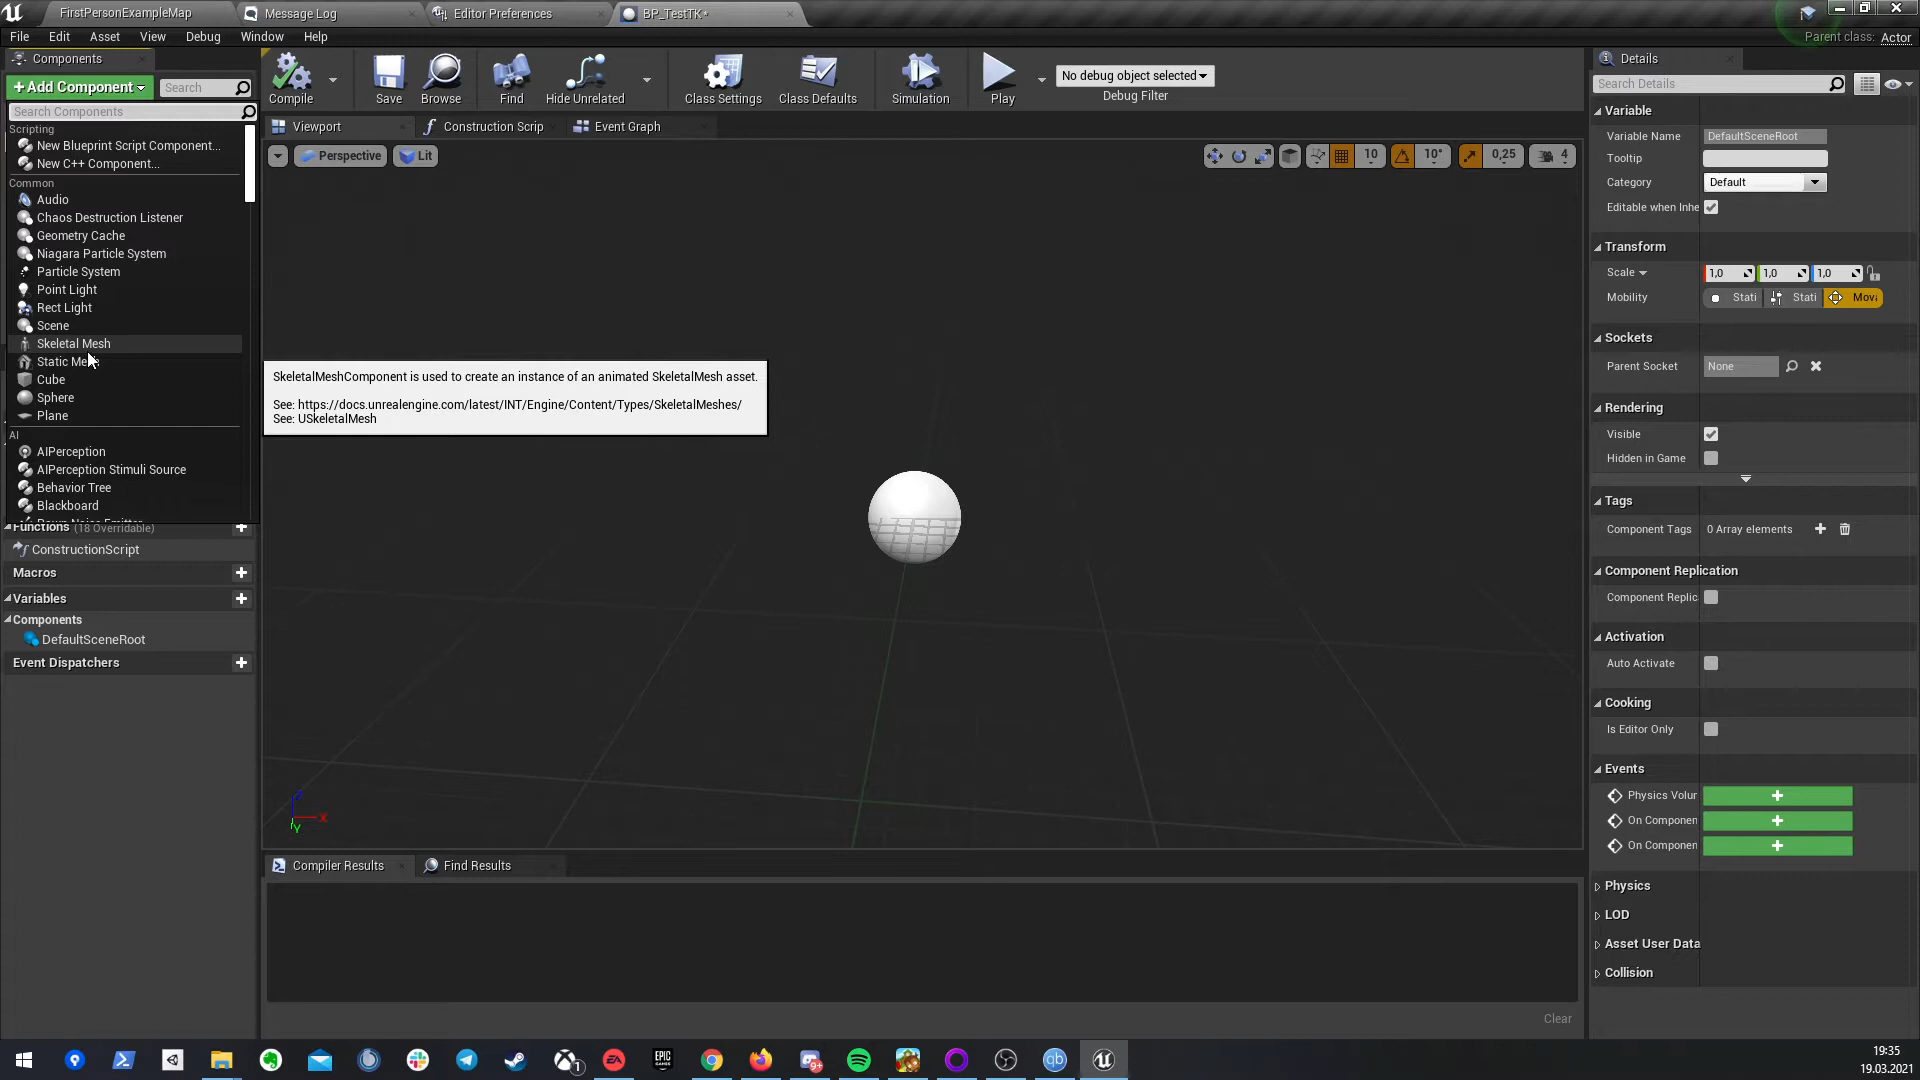 FirstPersonExampleMap
Message Log
Editor Preferences
BP_TestTK*
File Edit Asset View Debug Window Help
Parent class: Actor
Components
+Add Component
Search
Search Components
Scripting
New Blueprint Script Component...
New C++ Component...
Common
Audio
Chaos Destruction Listener
Geometry Cache
Niagara Particle System
Particle System
Point Light
Rect Light
Scene
Skeletal Mesh
Static Me
Cube
Sphere
Plane
AI
AIPerception
AIPerception Stimuli Source
Behavior Tree
Blackboard
Functions (18 Overridable)
ConstructionScript
Macros
Variables
Components
DefaultSceneRoot
Event Dispatchers
Compile
Save
Browse
Find
Hide Unrelated
Class Settings
Class Defaults
Simulation
Play
No debug object selected
Debug Filter
Viewport
Construction Scrip
Event Graph
Perspective
Lit
10
10°
0,25
4
SkeletalMeshComponent is used to create an instance of an animated SkeletalMesh asset.
See: https://docs.unrealengine.com/latest/INT/Engine/Content/Types/SkeletalMeshes/
See: USkeletalMesh
Z
X
Y
Compiler Results
Find Results
Clear
Details
Search Details
Variable
Variable Name DefaultSceneRoot
Tooltip
Category Default
Editable when Inhe
Transform
Scale 1,0 1,0 1,0
Mobility Stati Stati Mova
Sockets
Parent Socket None
Rendering
Visible
Hidden in Game
Tags
Component Tags 0 Array elements
Component Replication
Component Replic
Activation
Auto Activate
Cooking
Is Editor Only
Events
Physics Volur
On Componen
On Componen
Physics
LOD
Asset User Data
Collision
EPIC GAMES
EA
qb
1
9+
19:35
19.03.2021